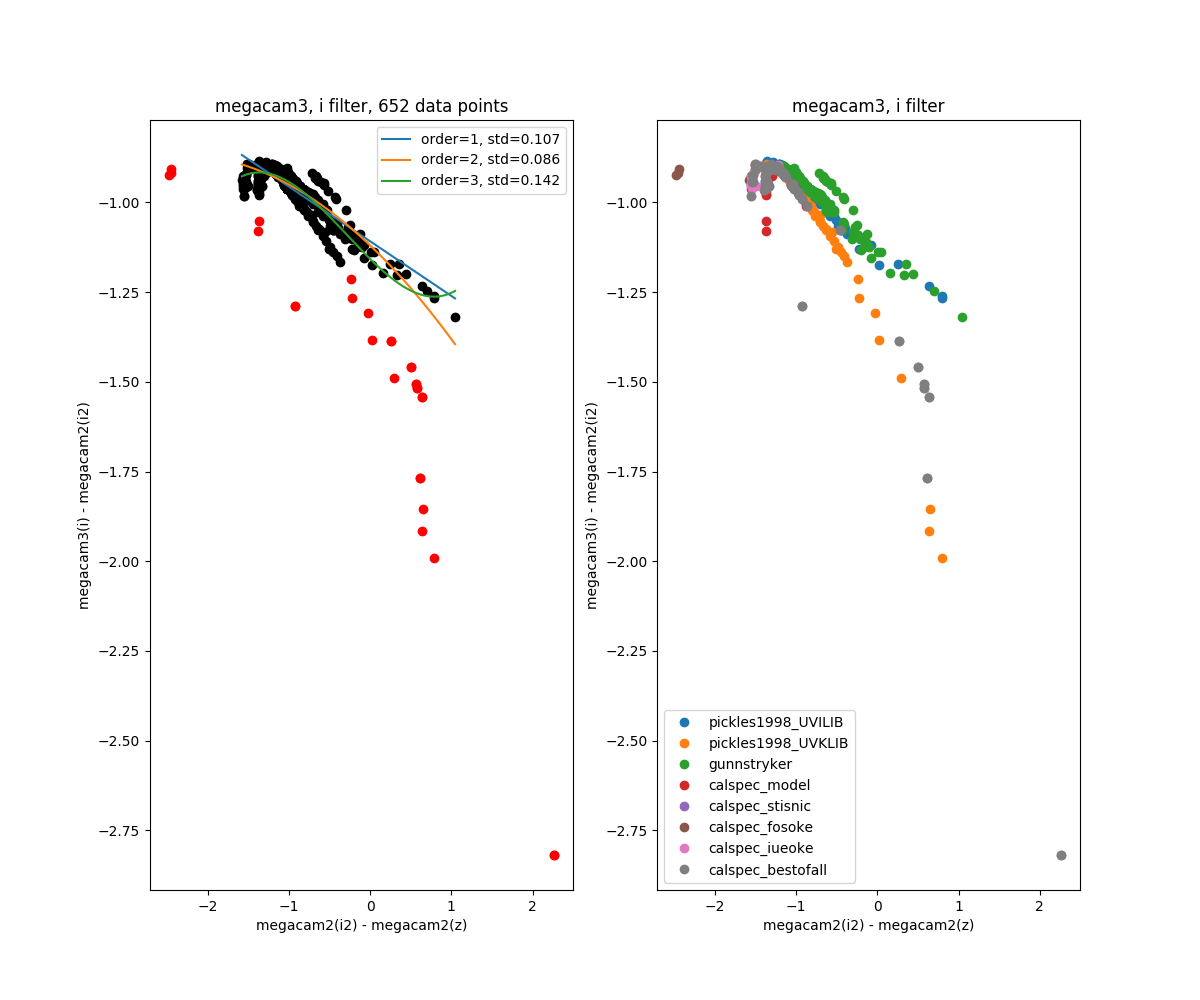 megacam3, i filter, 652 data points
order=1, std=0.107
order=2, std=0.086
order=3, std=0.142
−1.00
−1.25
−1.50
−1.75
−2.00
−2.25
−2.50
−2.75
megacam3(i) - megacam2(i2)
−2
−1
0
1
2
megacam2(i2) - megacam2(z)
megacam3, i filter
−1.00
−1.25
−1.50
−1.75
−2.00
−2.25
−2.50
−2.75
megacam3(i) - megacam2(i2)
pickles1998_UVILIB
pickles1998_UVKLIB
gunnstryker
calspec_model
calspec_stisnic
calspec_fosoke
calspec_iueoke
calspec_bestofall
−2
−1
0
1
2
megacam2(i2) - megacam2(z)